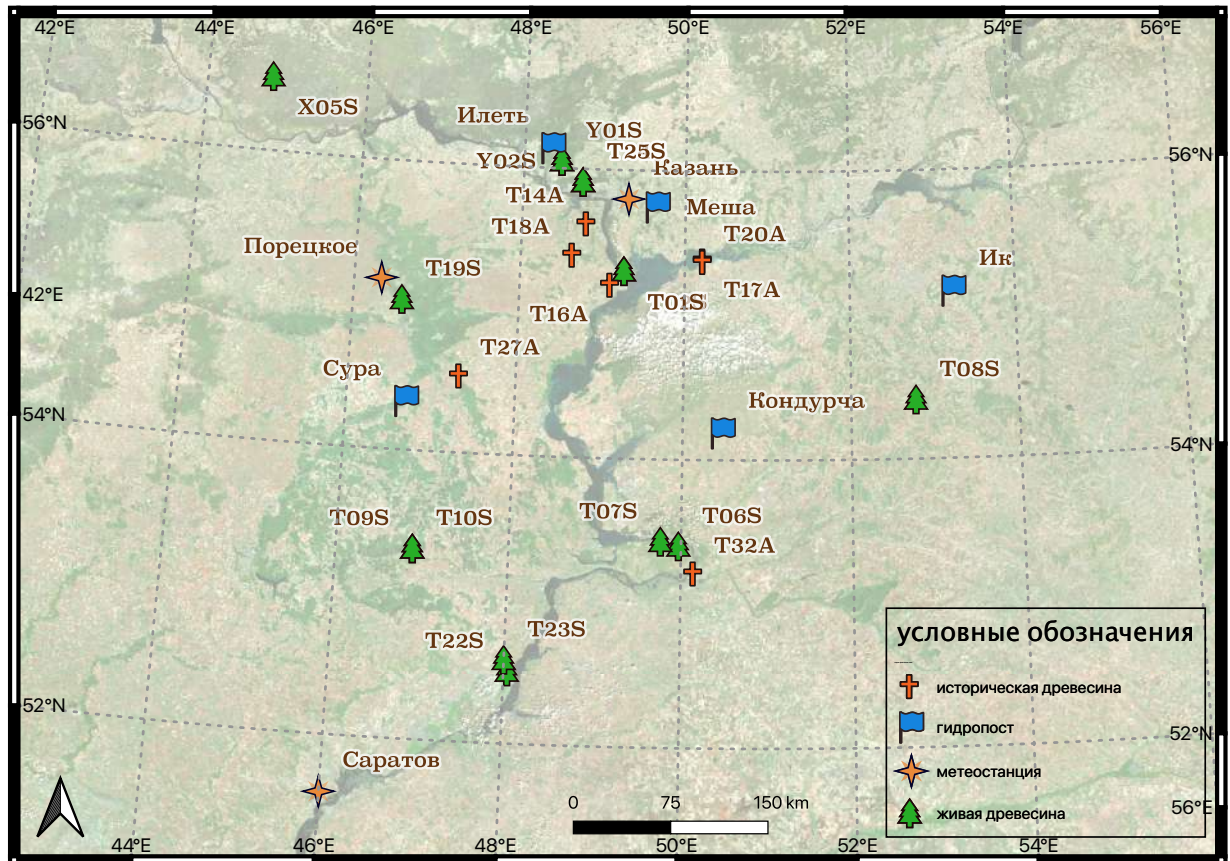 42°E 44°E 46°E 48°E 50°E 52°E 54°E 56°E
X05S
Илеть
56°N
Y01S
T25S
56°N
Y02S
Казань
T14A
Меша
T18A
T20A
Порецкое
T19S
Ик
42°E
T17A
T01S
T16A
T27A
Сура
T08S
Кондурча
54°N
54°N
T09S T10S
T07S
T06S
T32A
T22S
T23S
52°N
52°N
Саратов
0 75 150 km
условные обозначения
историческая древесина
гидропост
метеостанция
живая древесина
56°E
44°E 46°E 48°E 50°E 52°E 54°E